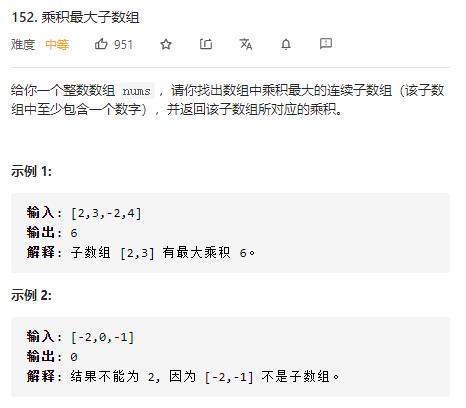 152. 乘积最大子数组
难度 中等 951
给你一个整数数组 nums ，请你找出数组中乘积最大的连续子数组（该子数
组中至少包含一个数字），并返回该子数组所对应的乘积。
示例 1:
输入: [2,3,-2,4]
输出: 6
解释: 子数组 [2,3] 有最大乘积 6。
示例 2:
输入: [-2,0,-1]
输出: 0
解释: 结果不能为 2, 因为 [-2,-1] 不是子数组。